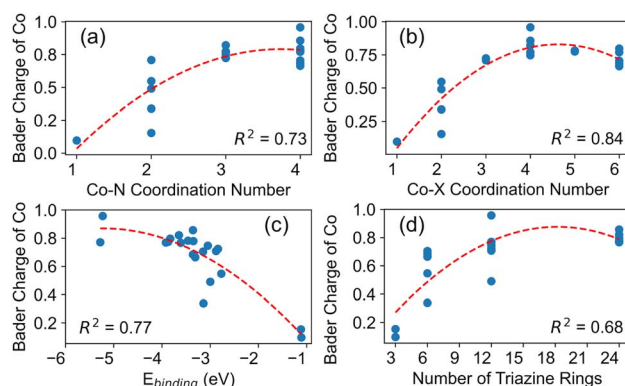 (a)
Bader Charge of Co
1.0
0.8
0.6
0.4
0.2
0.0
R² = 0.73
1 2 3 4
Co-N Coordination Number
(b)
Bader Charge of Co
1.00
0.75
0.50
0.25
R² = 0.84
1 2 3 4 5 6
Co-X Coordination Number
(c)
Bader Charge of Co
1.0
0.8
0.6
0.4
0.2
R² = 0.77
−6 −5 −4 −3 −2 −1
E_binding (eV)
(d)
Bader Charge of Co
1.0
0.8
0.6
0.4
0.2
R² = 0.68
3 6 9 12 15 18 21 24
Number of Triazine Rings